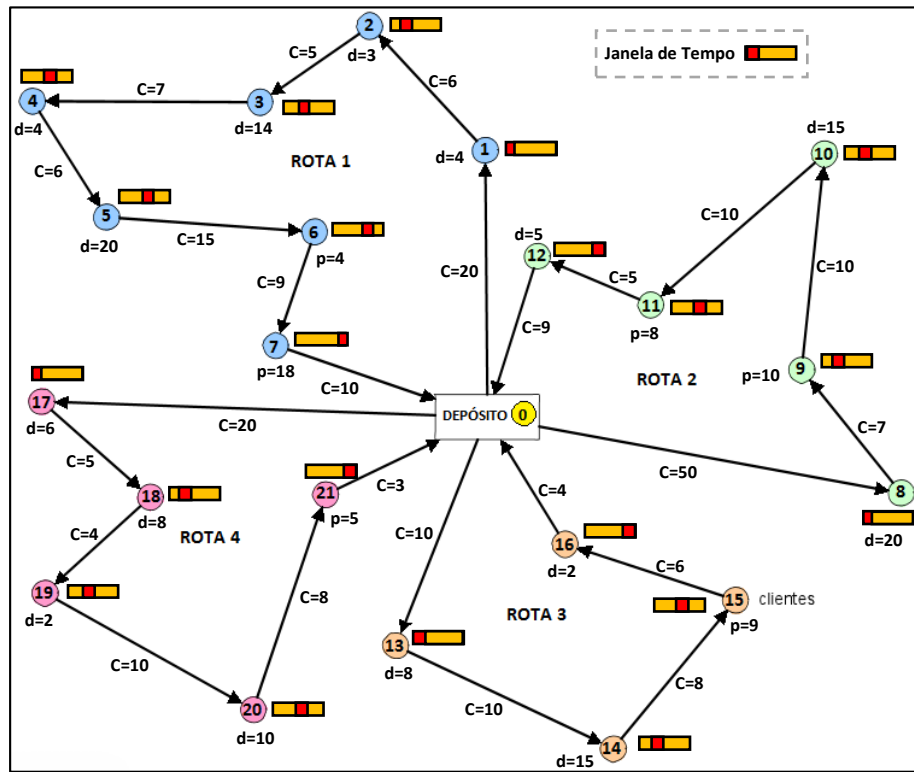 Janela de Tempo
2
d=3
C=5
C=6
4
d=4
C=7
3
d=14
1
d=4
ROTA 1
C=6
5
d=20
C=15
6
p=4
C=9
7
p=18
C=10
C=20
d=15
10
C=10
d=5
12
C=5
11
p=8
C=10
C=9
9
p=10
ROTA 2
C=7
8
d=20
C=50
DEPÓSITO 0
17
d=6
C=20
C=5
18
d=8
C=4
ROTA 4
19
d=2
C=10
20
d=10
C=8
21
p=5
C=3
C=10
C=4
16
d=2
C=6
15 clientes
p=9
ROTA 3
13
d=8
C=10
C=8
14
d=15